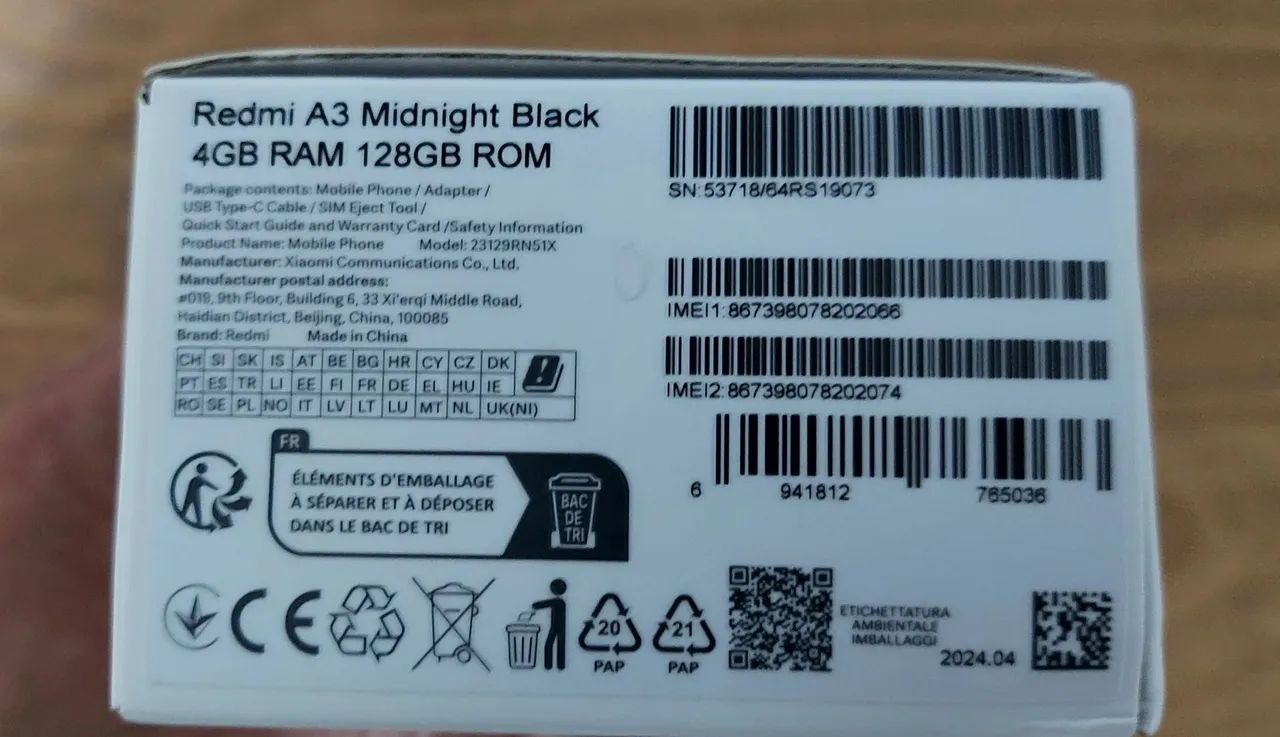 Redmi A3 Midnight Black
4GB RAM 128GB ROM
Package contents: Mobile Phone / Adapter /
USB Type-C Cable / SIM Eject Tool /
Quick Start Guide and Warranty Card /Safety Information
Product Name: Mobile Phone Model: 23129RN51X
Manufacturer: Xiaomi Communications Co., Ltd.
Manufacturer postal address:
#019, 9th Floor, Building 6, 33 Xi'erqi Middle Road,
Haidian District, Beijing, China, 100085
Brand: Redmi Made in China
CH SI SK IS AT BE BG HR CY CZ DK
PT ES TR LI EE FI FR DE EL HU IE
RO SE PL NO IT LV LT LU MT NL UK(NI)
FR
ÉLÉMENTS D'EMBALLAGE
À SÉPARER ET À DÉPOSER
DANS LE BAC DE TRI
BAC
DE
TRI
CE
20
PAP
21
PAP
SN: 53718/64RS19073
IMEI1: 867398078202066
IMEI2: 867398078202074
6 941812 765036
ETICHETTATURA
AMBIENTALE
IMBALLAGGI
2024.04